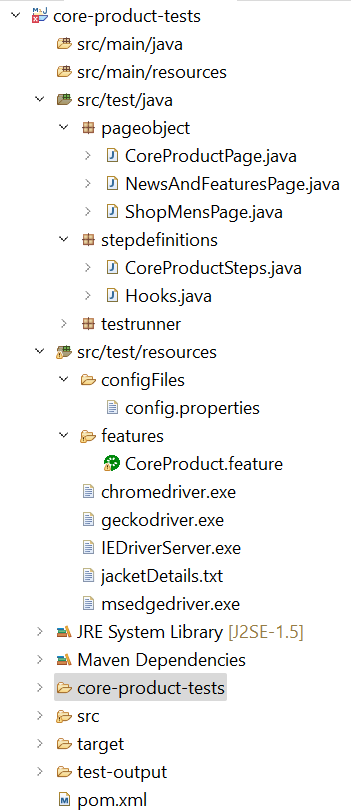 core-product-tests
src/main/java
src/main/resources
src/test/java
pageobject
CoreProductPage.java
NewsAndFeaturesPage.java
ShopMensPage.java
stepdefinitions
CoreProductSteps.java
Hooks.java
testrunner
src/test/resources
configFiles
config.properties
features
CoreProduct.feature
chromedriver.exe
geckodriver.exe
IEDriverServer.exe
jacketDetails.txt
msedgedriver.exe
JRE System Library [J2SE-1.5]
Maven Dependencies
core-product-tests
src
target
test-output
pom.xml